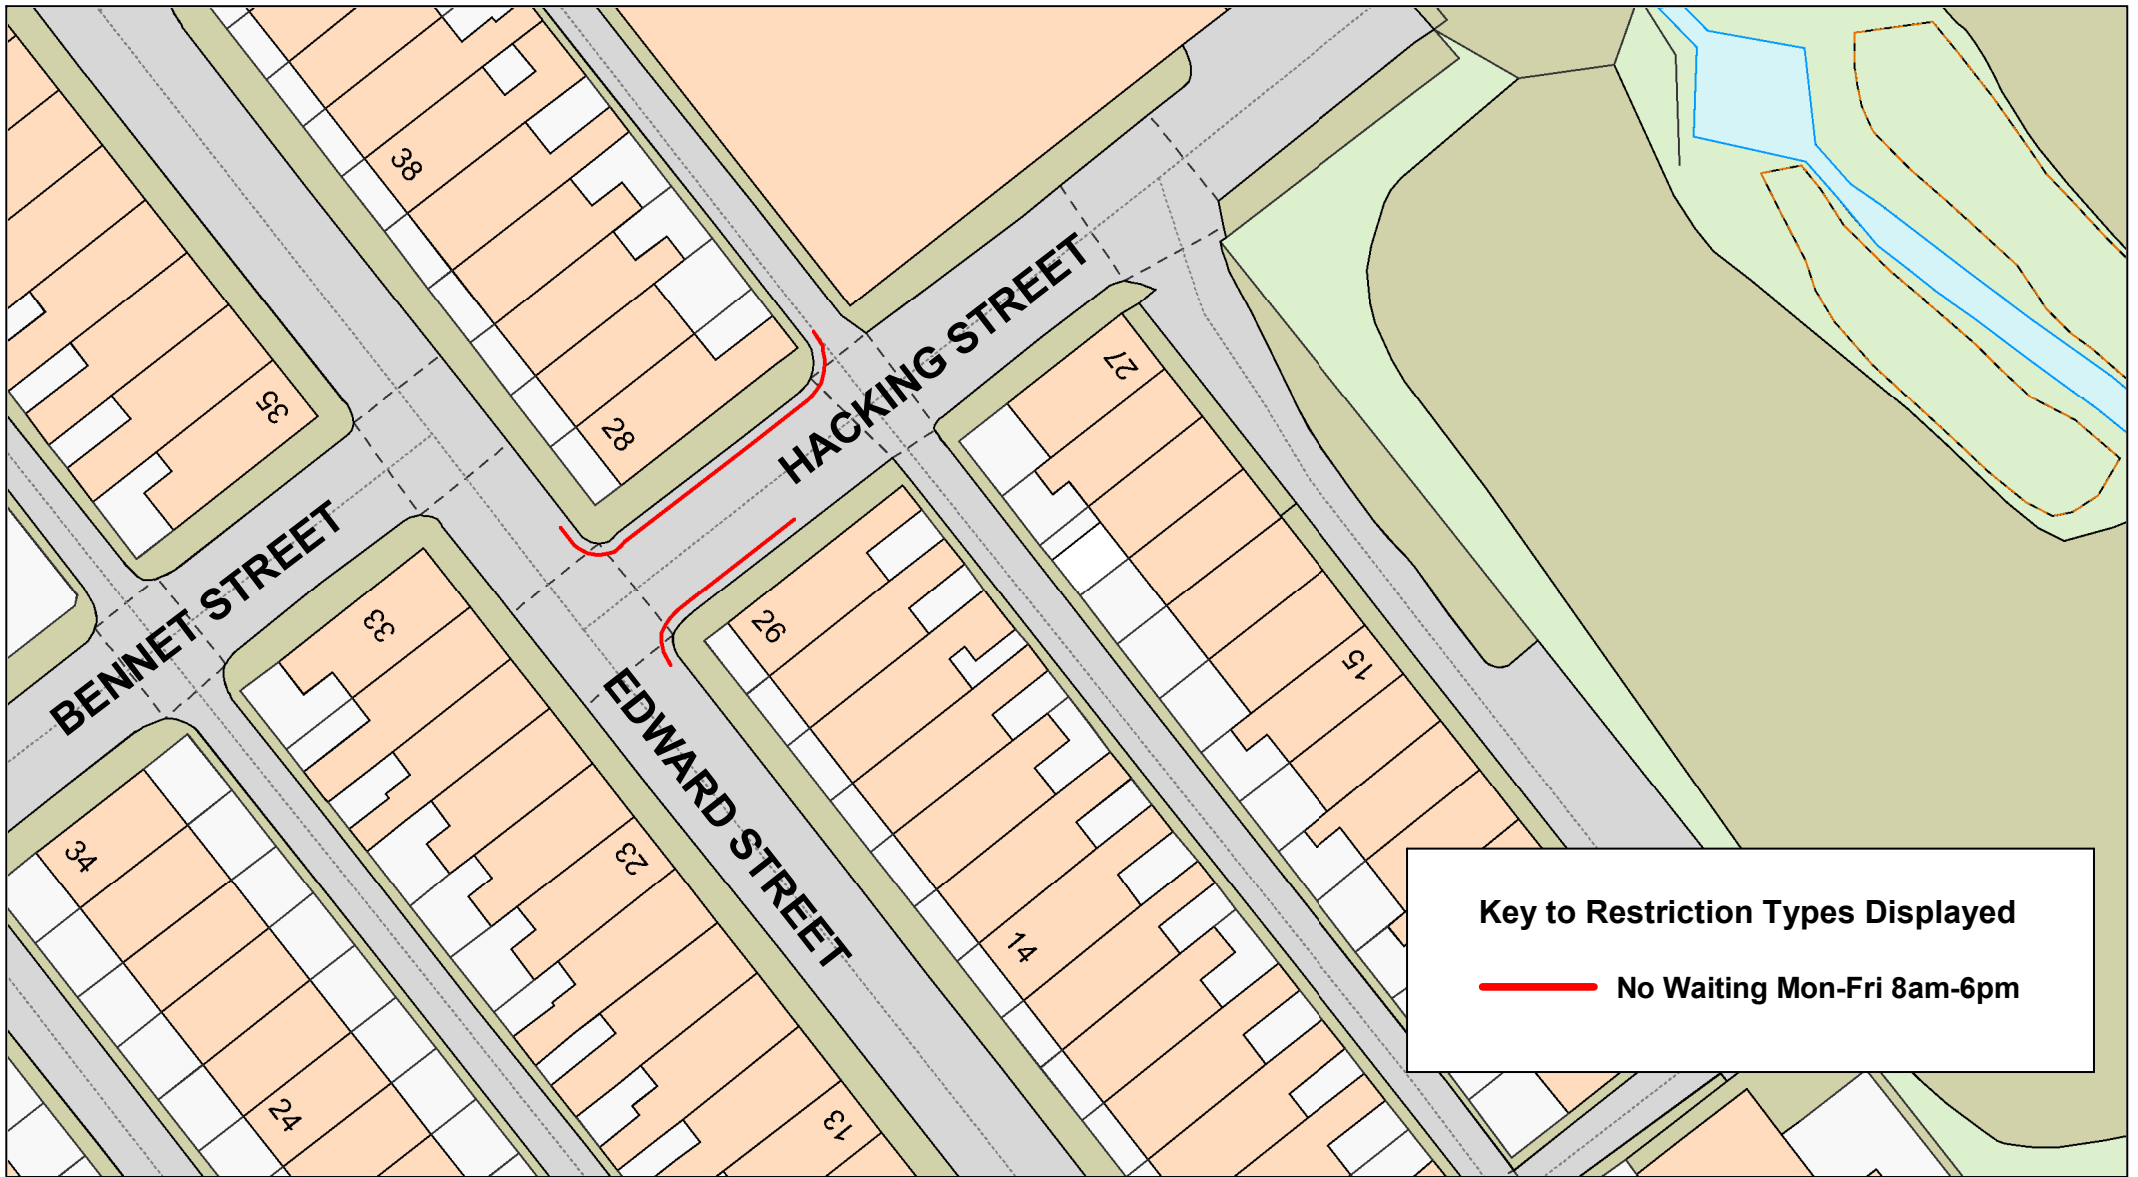 38
35
28
HACKING STREET
27
BENNET STREET
33
26
EDWARD STREET
15
34
23
14
24
13
Key to Restriction Types Displayed
No Waiting Mon-Fri 8am-6pm